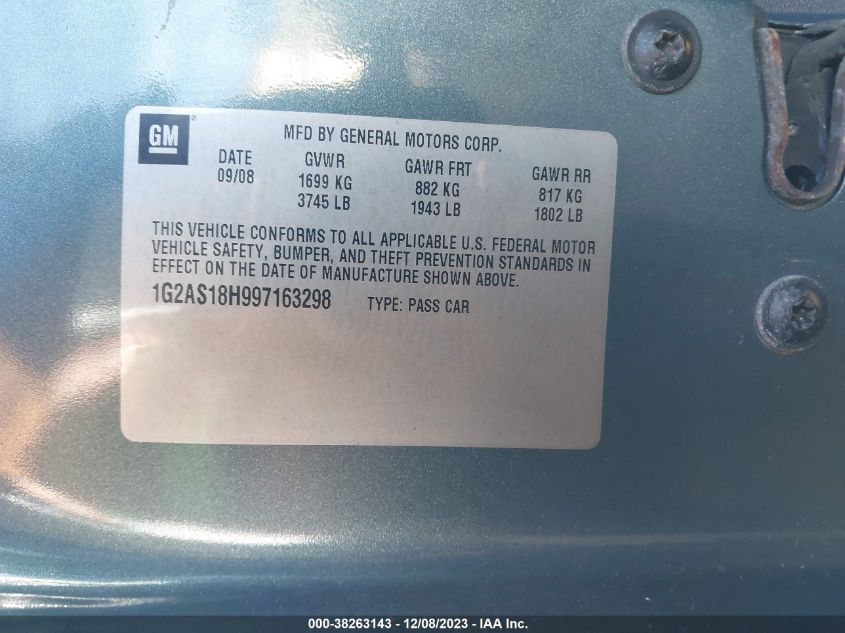 GM ®
MFD BY GENERAL MOTORS CORP.
DATE GVWR GAWR FRT GAWR RR
09/08 1699 KG 882 KG 817 KG
3745 LB 1943 LB 1802 LB
THIS VEHICLE CONFORMS TO ALL APPLICABLE U.S. FEDERAL MOTOR
VEHICLE SAFETY, BUMPER, AND THEFT PREVENTION STANDARDS IN
EFFECT ON THE DATE OF MANUFACTURE SHOWN ABOVE.
1G2AS18H997163298 TYPE: PASS CAR
000-38263143 - 12/08/2023 - IAA Inc.